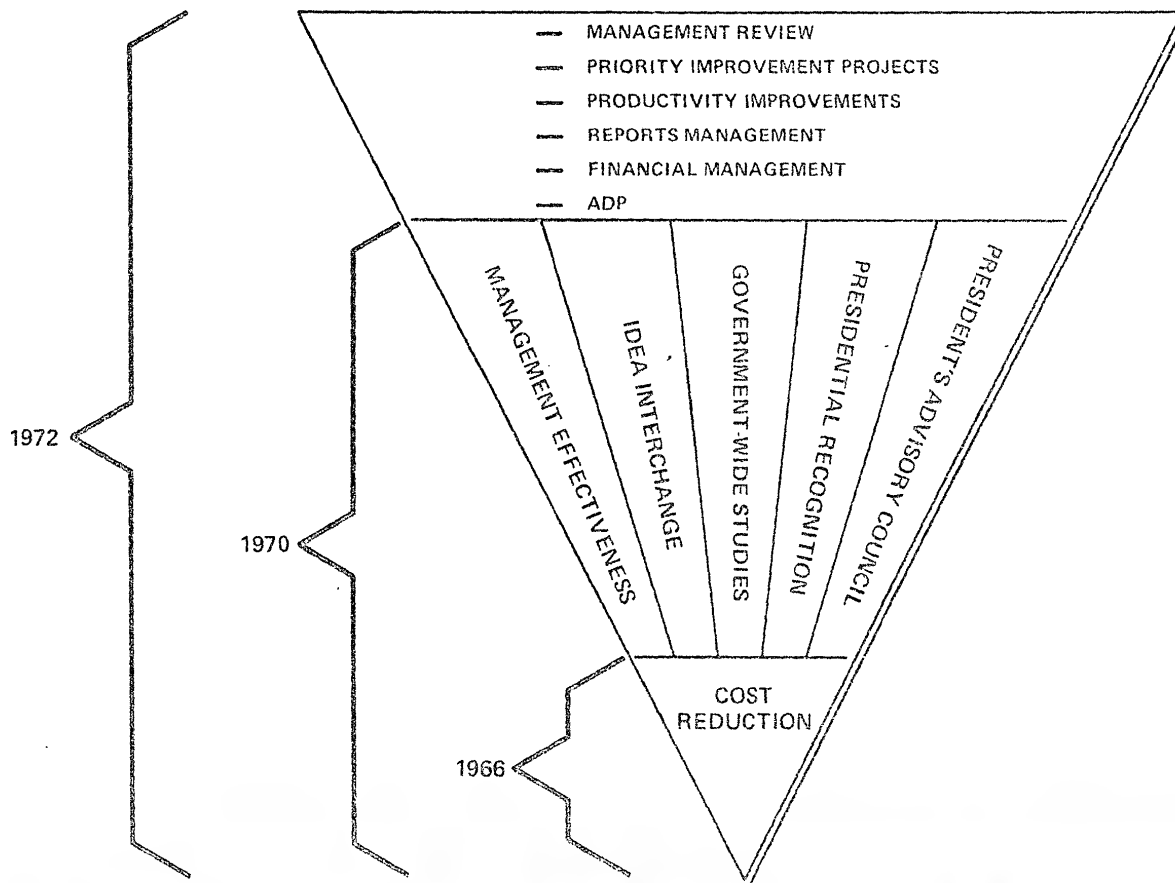 — MANAGEMENT REVIEW
— PRIORITY IMPROVEMENT PROJECTS
— PRODUCTIVITY IMPROVEMENTS
— REPORTS MANAGEMENT
— FINANCIAL MANAGEMENT
— ADP
1972
MANAGEMENT EFFECTIVENESS
IDEA INTERCHANGE
GOVERNMENT-WIDE STUDIES
PRESIDENTIAL RECOGNITION
PRESIDENT'S ADVISORY COUNCIL
1970
COST
REDUCTION
1966